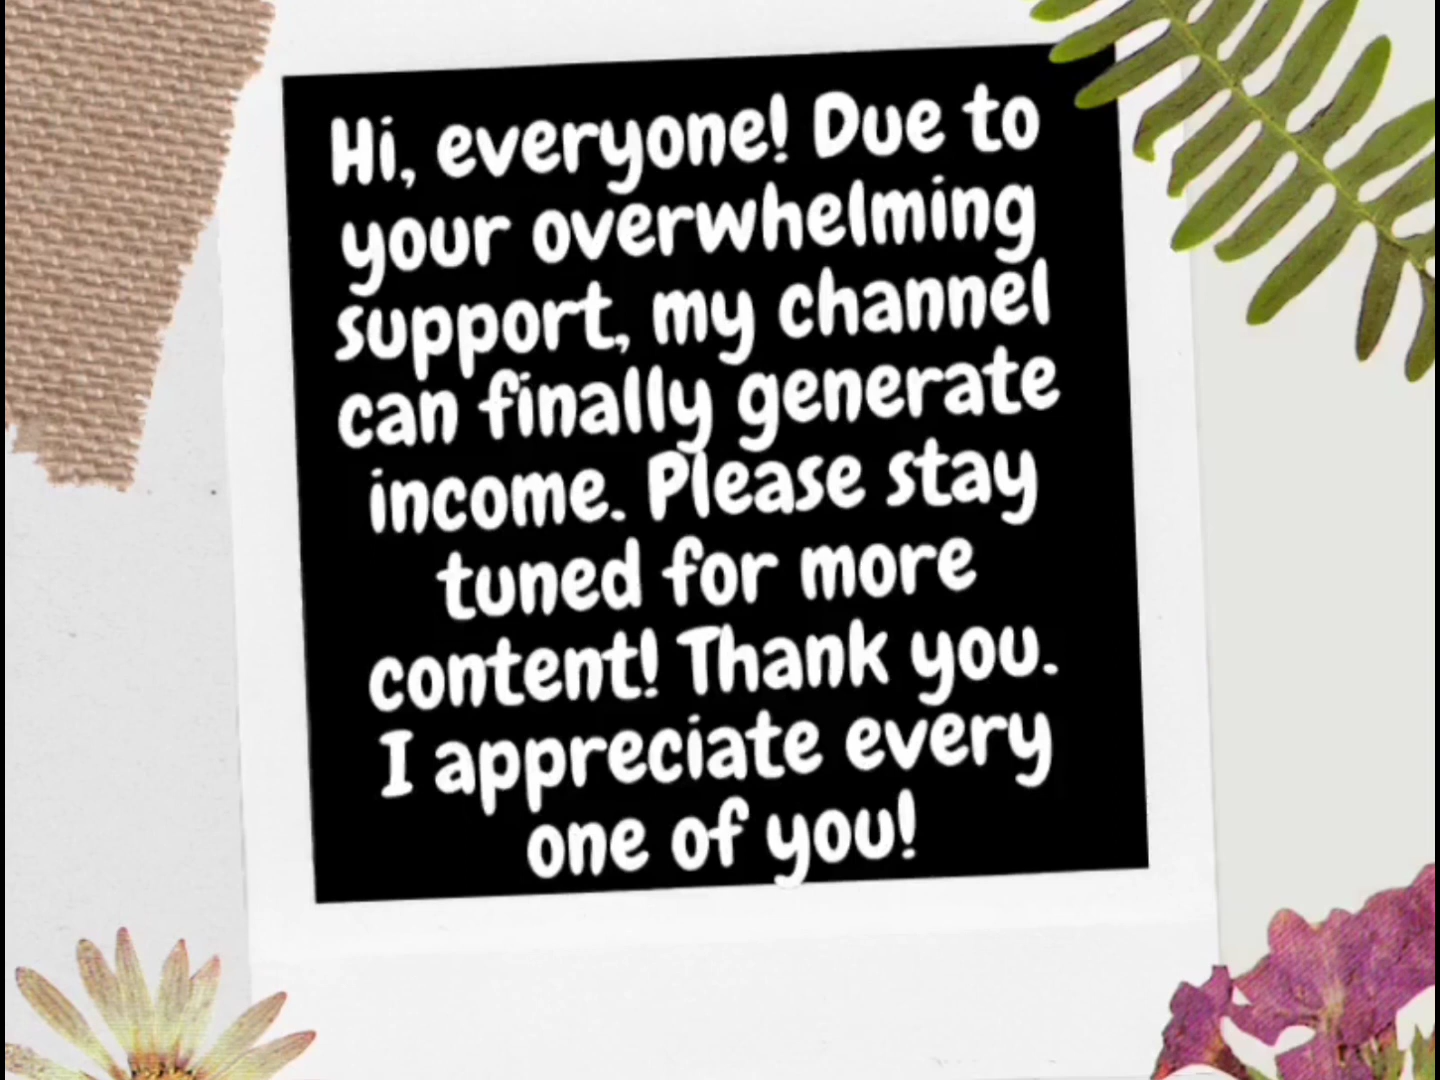 Hi, everyone! Due to
your overwhelming
support, my channel
can finally generate
income. Please stay
tuned for more
content! Thank you.
I appreciate every
one of you!